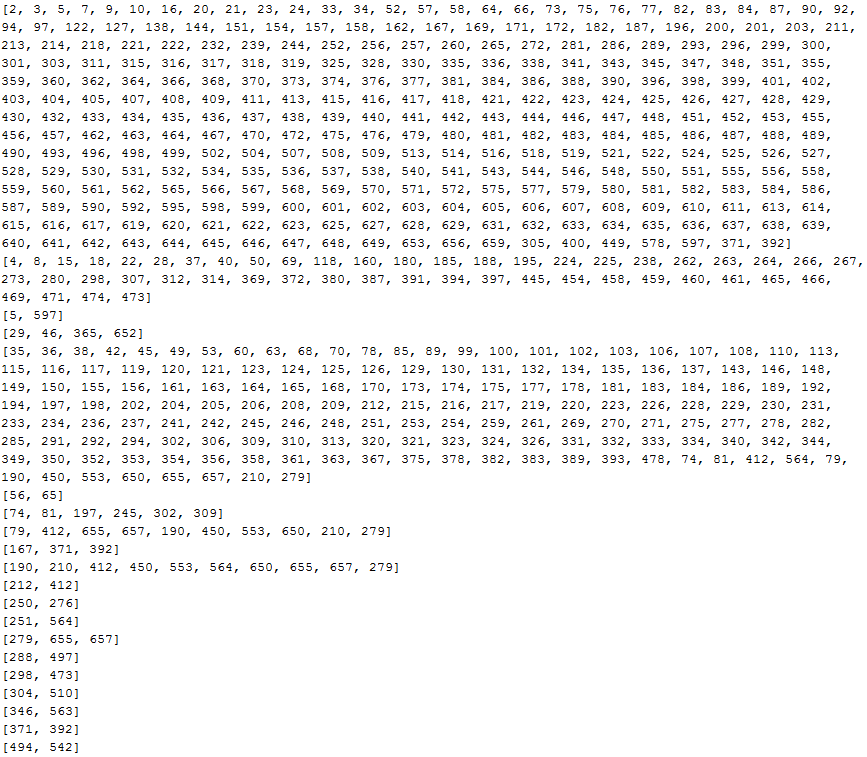 [2, 3, 5, 7, 9, 10, 16, 20, 21, 23, 24, 33, 34, 52, 57, 58, 64, 66, 73, 75, 76, 77, 82, 83, 84, 87, 90, 92,
94, 97, 122, 127, 138, 144, 151, 154, 157, 158, 162, 167, 169, 171, 172, 182, 187, 196, 200, 201, 203, 211,
213, 214, 218, 221, 222, 232, 239, 244, 252, 256, 257, 260, 265, 272, 281, 286, 289, 293, 296, 299, 300,
301, 303, 311, 315, 316, 317, 318, 319, 325, 328, 330, 335, 336, 338, 341, 343, 345, 347, 348, 351, 355,
359, 360, 362, 364, 366, 368, 370, 373, 374, 376, 377, 381, 384, 386, 388, 390, 396, 398, 399, 401, 402,
403, 404, 405, 407, 408, 409, 411, 413, 415, 416, 417, 418, 421, 422, 423, 424, 425, 426, 427, 428, 429,
430, 432, 433, 434, 435, 436, 437, 438, 439, 440, 441, 442, 443, 444, 446, 447, 448, 451, 452, 453, 455,
456, 457, 462, 463, 464, 467, 470, 472, 475, 476, 479, 480, 481, 482, 483, 484, 485, 486, 487, 488, 489,
490, 493, 496, 498, 499, 502, 504, 507, 508, 509, 513, 514, 516, 518, 519, 521, 522, 524, 525, 526, 527,
528, 529, 530, 531, 532, 534, 535, 536, 537, 538, 540, 541, 543, 544, 546, 548, 550, 551, 555, 556, 558,
559, 560, 561, 562, 565, 566, 567, 568, 569, 570, 571, 572, 575, 577, 579, 580, 581, 582, 583, 584, 586,
587, 589, 590, 592, 595, 598, 599, 600, 601, 602, 603, 604, 605, 606, 607, 608, 609, 610, 611, 613, 614,
615, 616, 617, 619, 620, 621, 622, 623, 625, 627, 628, 629, 631, 632, 633, 634, 635, 636, 637, 638, 639,
640, 641, 642, 643, 644, 645, 646, 647, 648, 649, 653, 656, 659, 305, 400, 449, 578, 597, 371, 392]
[4, 8, 15, 18, 22, 28, 37, 40, 50, 69, 118, 160, 180, 185, 188, 195, 224, 225, 238, 262, 263, 264, 266, 267,
273, 280, 298, 307, 312, 314, 369, 372, 380, 387, 391, 394, 397, 445, 454, 458, 459, 460, 461, 465, 466,
469, 471, 474, 473]
[5, 597]
[29, 46, 365, 652]
[35, 36, 38, 42, 45, 49, 53, 60, 63, 68, 70, 78, 85, 89, 99, 100, 101, 102, 103, 106, 107, 108, 110, 113,
115, 116, 117, 119, 120, 121, 123, 124, 125, 126, 129, 130, 131, 132, 134, 135, 136, 137, 143, 146, 148,
149, 150, 155, 156, 161, 163, 164, 165, 168, 170, 173, 174, 175, 177, 178, 181, 183, 184, 186, 189, 192,
194, 197, 198, 202, 204, 205, 206, 208, 209, 212, 215, 216, 217, 219, 220, 223, 226, 228, 229, 230, 231,
233, 234, 236, 237, 241, 242, 245, 246, 248, 251, 253, 254, 259, 261, 269, 270, 271, 275, 277, 278, 282,
285, 291, 292, 294, 302, 306, 309, 310, 313, 320, 321, 323, 324, 326, 331, 332, 333, 334, 340, 342, 344,
349, 350, 352, 353, 354, 356, 358, 361, 363, 367, 375, 378, 382, 383, 389, 393, 478, 74, 81, 412, 564, 79,
190, 450, 553, 650, 655, 657, 210, 279]
[56, 65]
[74, 81, 197, 245, 302, 309]
[79, 412, 655, 657, 190, 450, 553, 650, 210, 279]
[167, 371, 392]
[190, 210, 412, 450, 553, 564, 650, 655, 657, 279]
[212, 412]
[250, 276]
[251, 564]
[279, 655, 657]
[288, 497]
[298, 473]
[304, 510]
[346, 563]
[371, 392]
[494, 542]